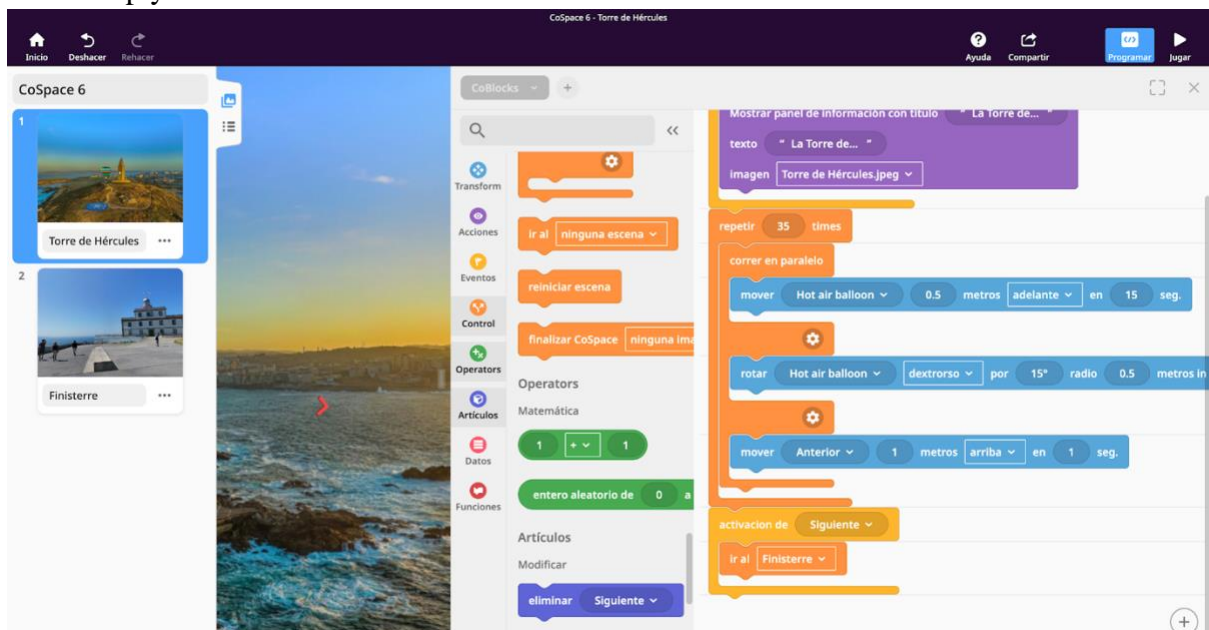 CoSpace 6 - Torre de Hércules
Inicio Deshacer Rehacer Ayuda Compartir Programar Jugar
CoSpace 6
1
Torre de Hércules ...
2
Finisterre ...
CoBlocks +
Transform
Acciones
Eventos
Control
Operators
Artículos
Datos
Funciones
ir al ninguna escena
reiniciar escena
finalizar CoSpace ninguna
Operators
Matemática
1 + 1
entero aleatorio de 0 a
Artículos
Modificar
eliminar Siguiente
Mostrar panel de información con título " La Torre de... "
texto " La Torre de... "
imagen Torre de Hércules.jpeg
repetir 35 times
correr en paralelo
mover Hot air balloon 0.5 metros adelante en 15 seg.
rotar Hot air balloon dextrorso por 15° radio 0.5 metros in
mover Anterior 1 metros arriba en 1 seg.
activacion de Siguiente
ir al Finisterre